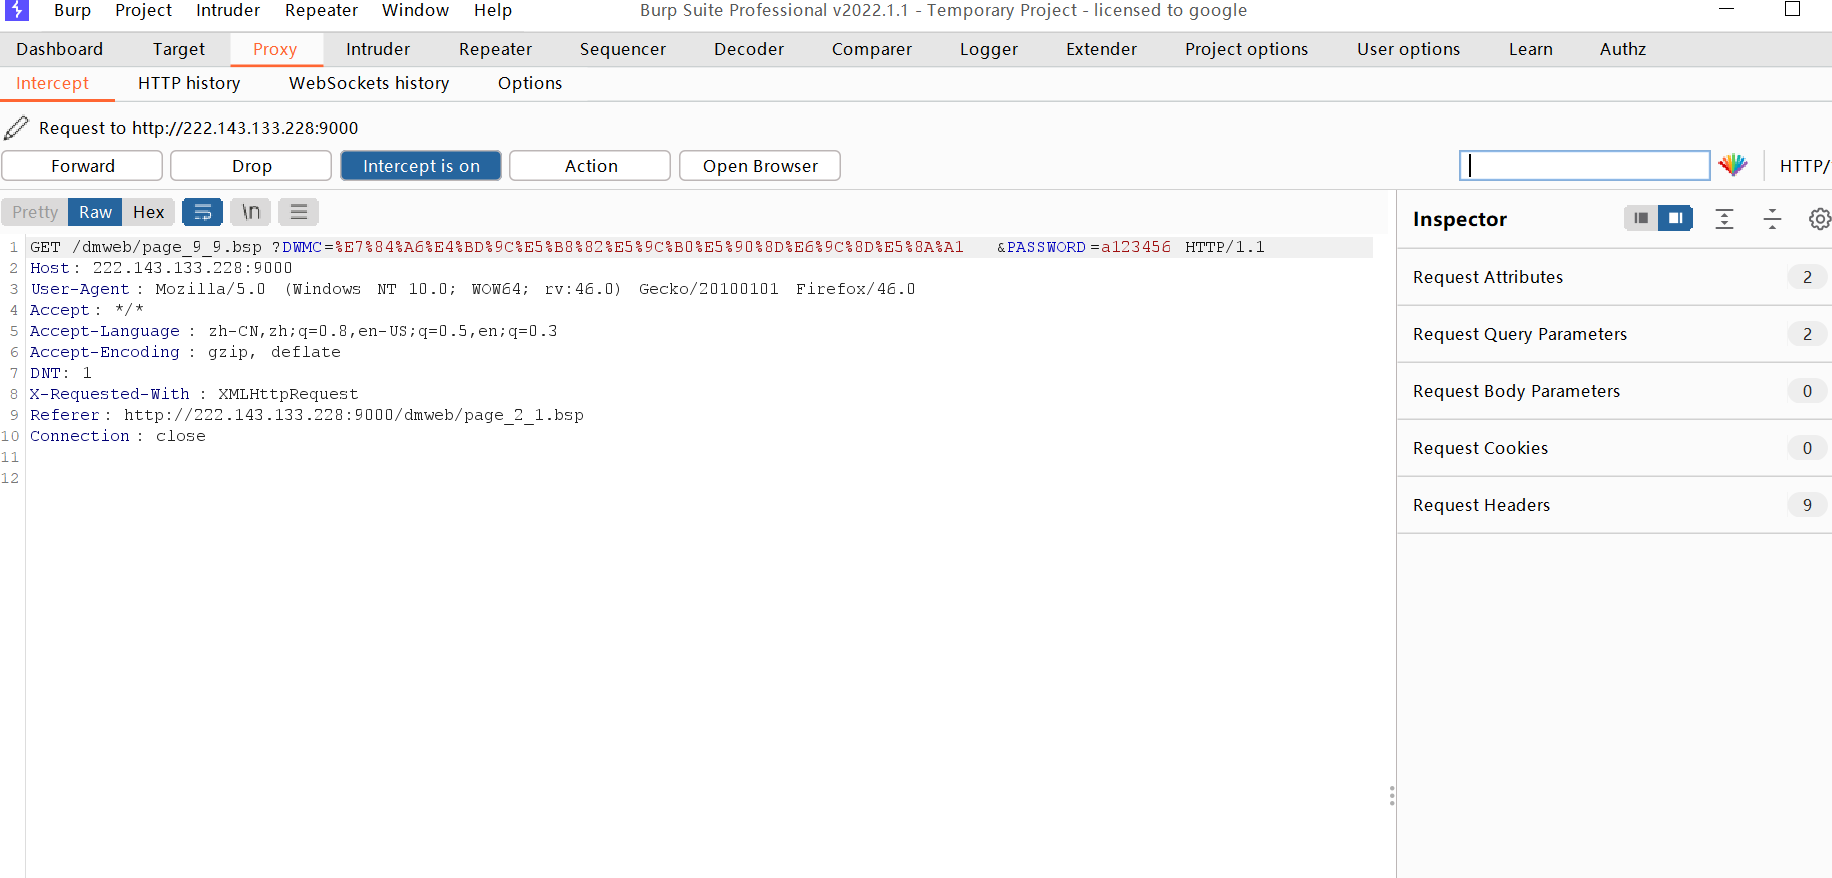 Burp Project Intruder Repeater Window Help Burp Suite Professional v2022.1.1 - Temporary Project - licensed to google
Dashboard Target Proxy Intruder Repeater Sequencer Decoder Comparer Logger Extender Project options User options Learn Authz
Intercept HTTP history WebSockets history Options
Request to http://222.143.133.228:9000
Forward Drop Intercept is on Action Open Browser HTTP/
Pretty Raw Hex \n
Inspector
1 GET /dmweb/page_9_9.bsp?DWMC=%E7%84%A6%E4%BD%9C%E5%B8%82%E5%9C%B0%E5%90%8D%E6%9C%8D%E5%8A%A1&PASSWORD=a123456 HTTP/1.1
2 Host: 222.143.133.228:9000
3 User-Agent: Mozilla/5.0 (Windows NT 10.0; WOW64; rv:46.0) Gecko/20100101 Firefox/46.0
4 Accept: */*
5 Accept-Language: zh-CN,zh;q=0.8,en-US;q=0.5,en;q=0.3
6 Accept-Encoding: gzip, deflate
7 DNT: 1
8 X-Requested-With: XMLHttpRequest
9 Referer: http://222.143.133.228:9000/dmweb/page_2_1.bsp
10 Connection: close
11
12
Request Attributes 2
Request Query Parameters 2
Request Body Parameters 0
Request Cookies 0
Request Headers 9